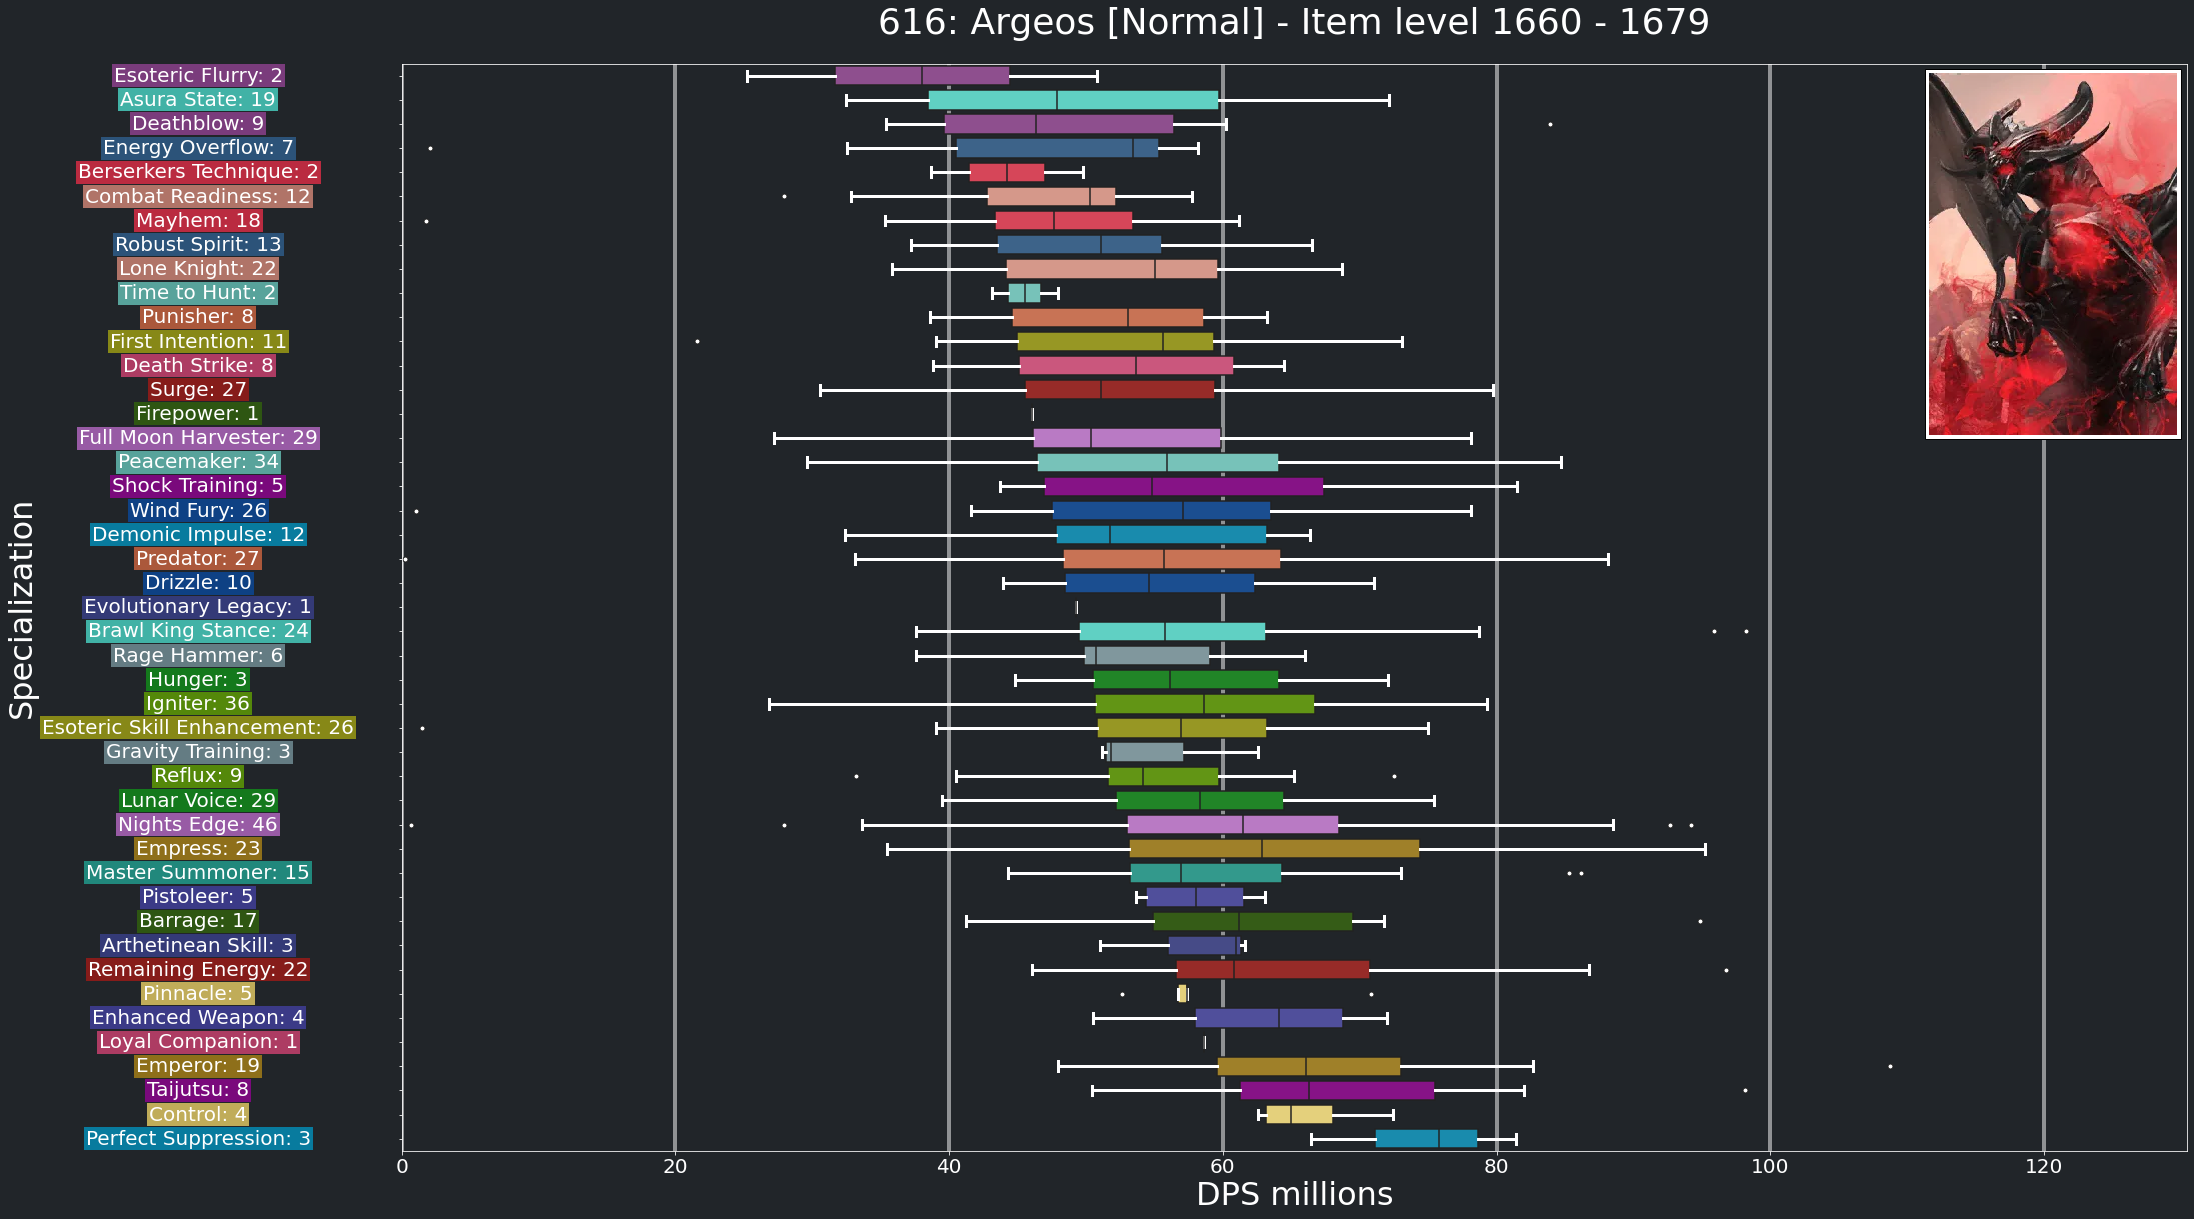 616: Argeos [Normal] - Item level 1660 - 1679
Specialization
Esoteric Flurry: 2
Asura State: 19
Deathblow: 9
Energy Overflow: 7
Berserkers Technique: 2
Combat Readiness: 12
Mayhem: 18
Robust Spirit: 13
Lone Knight: 22
Time to Hunt: 2
Punisher: 8
First Intention: 11
Death Strike: 8
Surge: 27
Firepower: 1
Full Moon Harvester: 29
Peacemaker: 34
Shock Training: 5
Wind Fury: 26
Demonic Impulse: 12
Predator: 27
Drizzle: 10
Evolutionary Legacy: 1
Brawl King Stance: 24
Rage Hammer: 6
Hunger: 3
Igniter: 36
Esoteric Skill Enhancement: 26
Gravity Training: 3
Reflux: 9
Lunar Voice: 29
Nights Edge: 46
Empress: 23
Master Summoner: 15
Pistoleer: 5
Barrage: 17
Arthetinean Skill: 3
Remaining Energy: 22
Pinnacle: 5
Enhanced Weapon: 4
Loyal Companion: 1
Emperor: 19
Taijutsu: 8
Control: 4
Perfect Suppression: 3
0 20 40 60 80 100 120
DPS millions